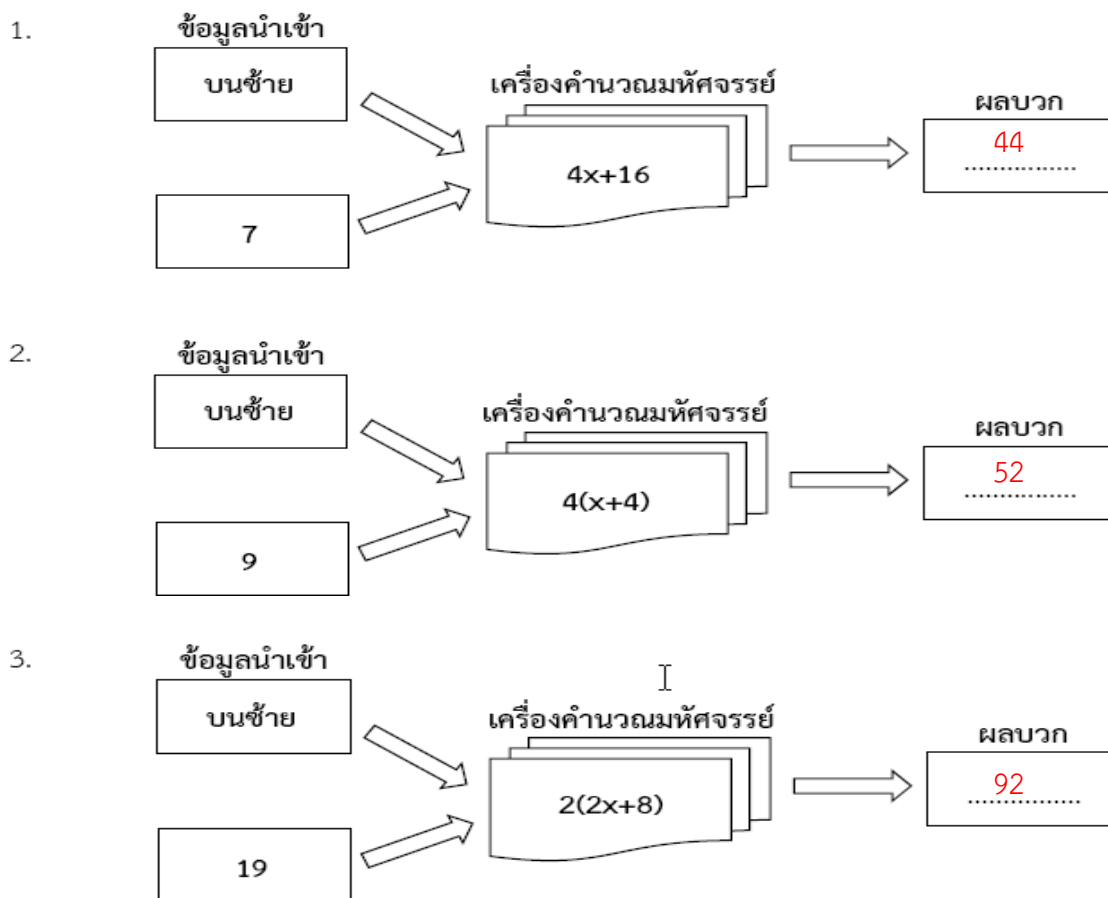 1.
ข้อมูลนำเข้า
บนซ้าย
7
เครื่องคำนวณมหัศจรรย์
4x+16
ผลบวก
44
...............
2.
ข้อมูลนำเข้า
บนซ้าย
9
เครื่องคำนวณมหัศจรรย์
4(x+4)
ผลบวก
52
...............
3.
ข้อมูลนำเข้า
บนซ้าย
19
เครื่องคำนวณมหัศจรรย์
2(2x+8)
ผลบวก
92
...............